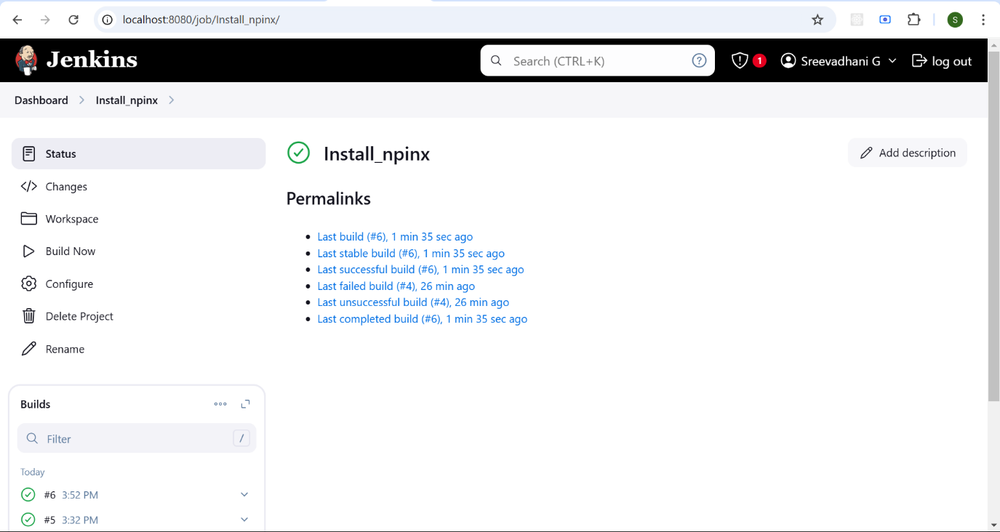 localhost:8080/job/Install_npinx/
S
Jenkins
Search (CTRL+K)
?
1
Sreevadhani G
log out
Dashboard
Install_npinx
Status
Changes
Workspace
Build Now
Configure
Delete Project
Rename
Install_npinx
Add description
Permalinks
Last build (#6), 1 min 35 sec ago
Last stable build (#6), 1 min 35 sec ago
Last successful build (#6), 1 min 35 sec ago
Last failed build (#4), 26 min ago
Last unsuccessful build (#4), 26 min ago
Last completed build (#6), 1 min 35 sec ago
Builds
Filter
/
Today
#6 3:52 PM
#5 3:32 PM